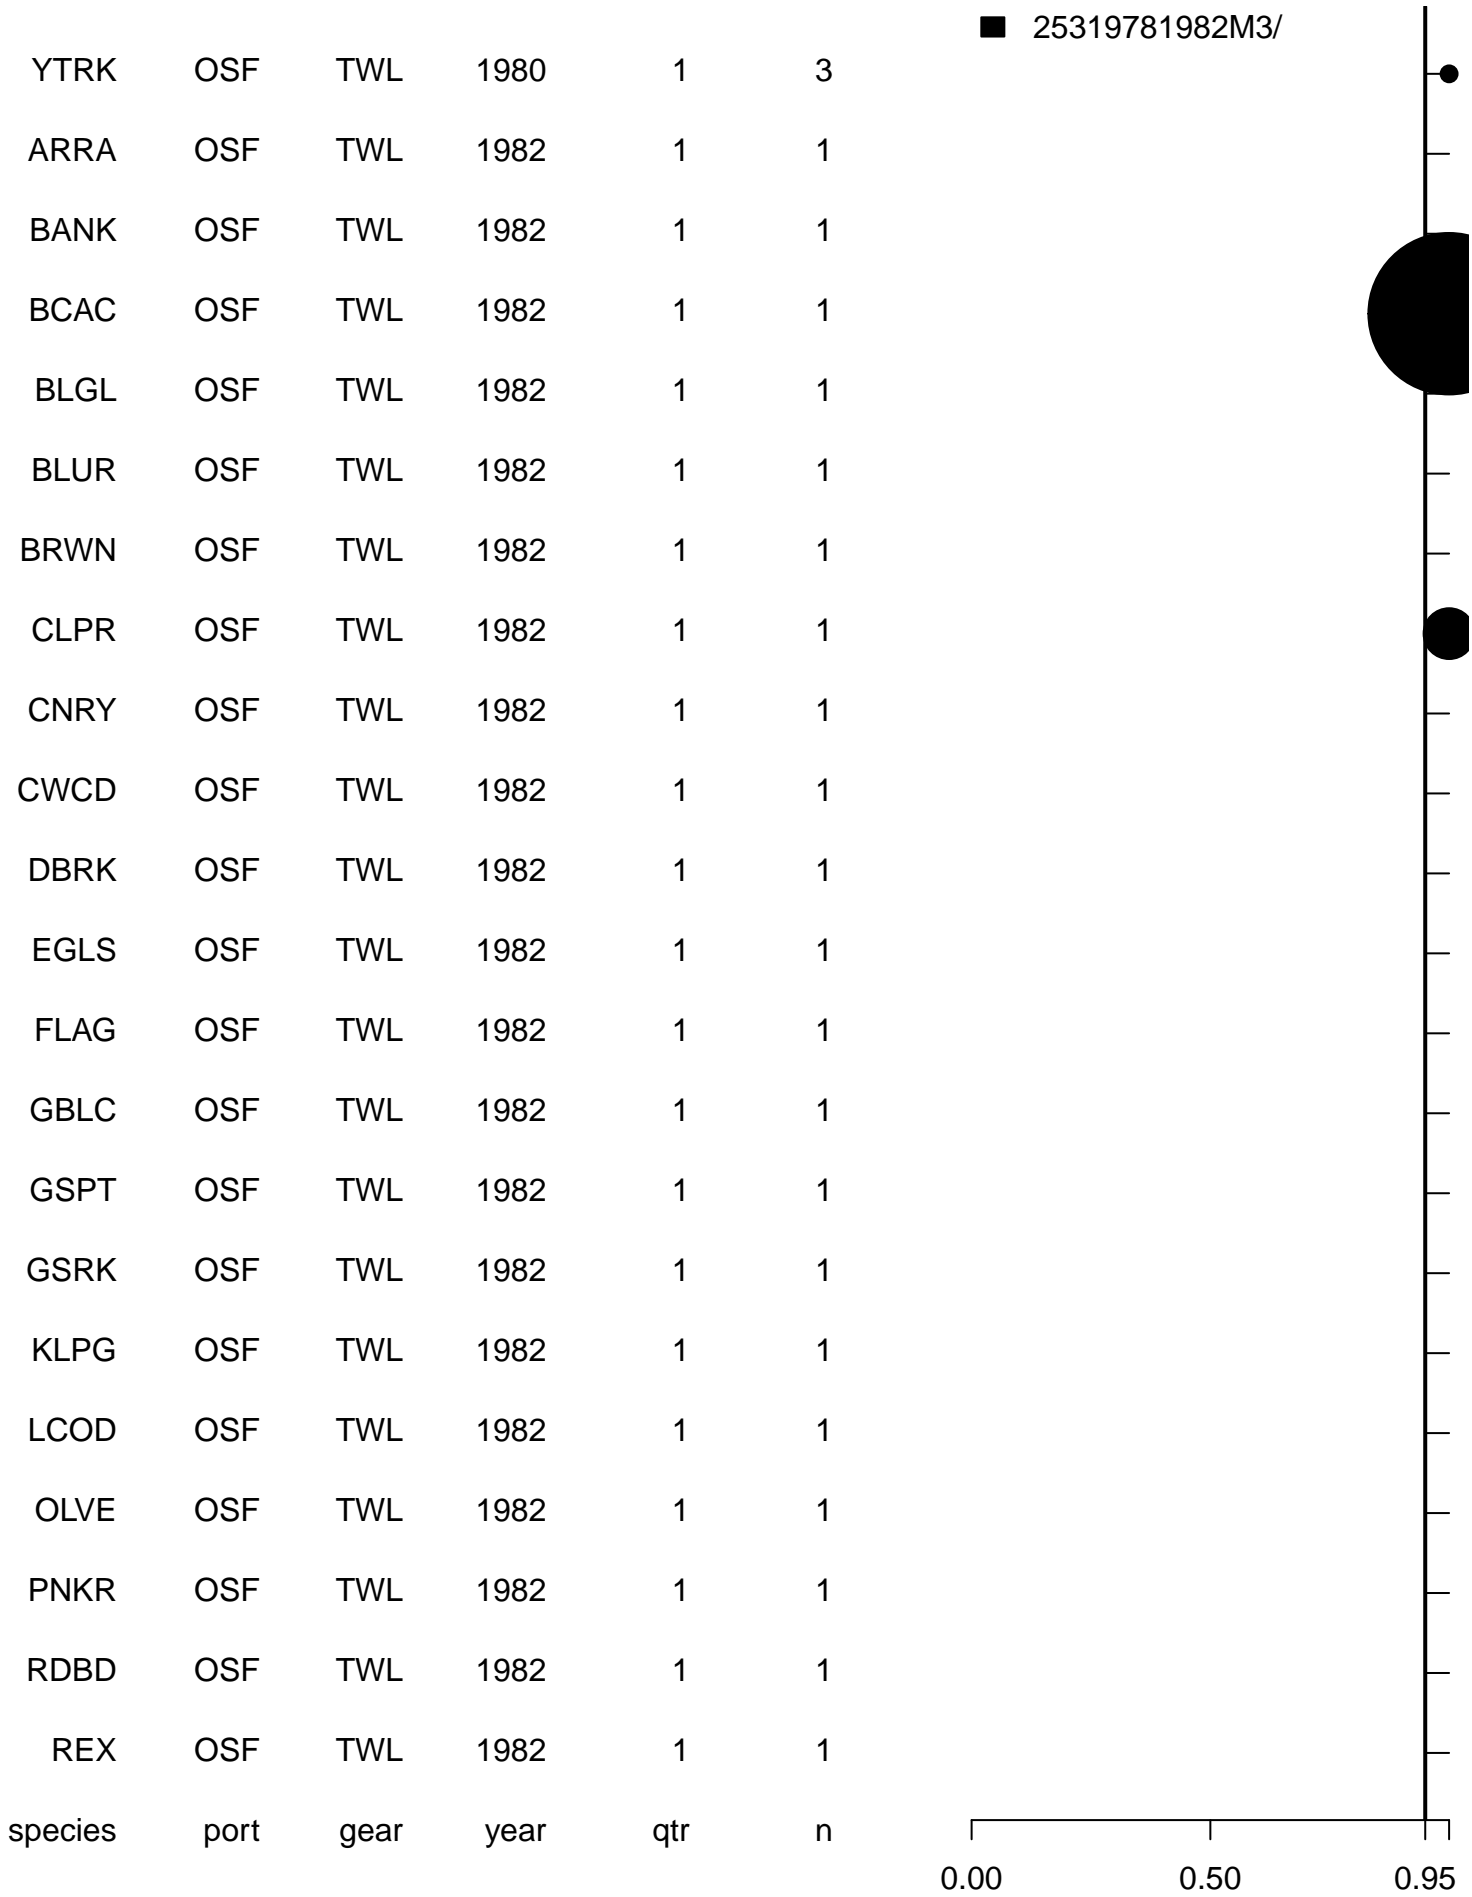 25319781982M3/
YTRK OSF TWL 1980 1 3
ARRA OSF TWL 1982 1 1
BANK OSF TWL 1982 1 1
BCAC OSF TWL 1982 1 1
BLGL OSF TWL 1982 1 1
BLUR OSF TWL 1982 1 1
BRWN OSF TWL 1982 1 1
CLPR OSF TWL 1982 1 1
CNRY OSF TWL 1982 1 1
CWCD OSF TWL 1982 1 1
DBRK OSF TWL 1982 1 1
EGLS OSF TWL 1982 1 1
FLAG OSF TWL 1982 1 1
GBLC OSF TWL 1982 1 1
GSPT OSF TWL 1982 1 1
GSRK OSF TWL 1982 1 1
KLPG OSF TWL 1982 1 1
LCOD OSF TWL 1982 1 1
OLVE OSF TWL 1982 1 1
PNKR OSF TWL 1982 1 1
RDBD OSF TWL 1982 1 1
REX OSF TWL 1982 1 1
species port gear year qtr n
0.00 0.50 0.95